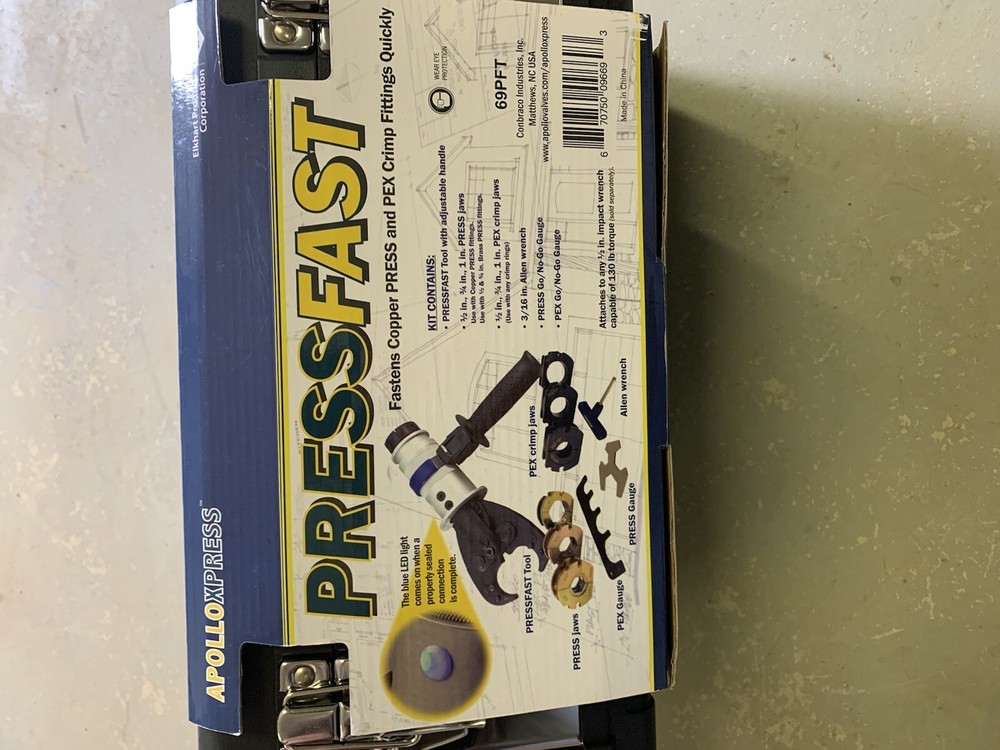 APOLLOXPRESS™
Elkhart
Corporation
PRESSFAST
Fastens Copper PRESS and PEX Crimp Fittings Quickly
The blue LED light
comes on when a
properly sealed
connection
is complete.
PRESSFAST Tool
PRESS jaws
PEX Gauge
PRESS Gauge
PEX crimp jaws
Allen wrench
KIT CONTAINS:
• PRESSFAST Tool with adjustable handle
• ½ in., ¾ in., 1 in. PRESS jaws
Use with Copper PRESS fittings.
Use with ½ & ¾ in. Brass PRESS fittings.
• ½ in., ¾ in., 1 in. PEX crimp jaws
(Use with any crimp rings)
• 3/16 in. Allen wrench
• PRESS Go/No-Go Gauge
• PEX Go/No-Go Gauge
Attaches to any ½ in. impact wrench
capable of 130 lb torque (sold separately).
WEAR EYE
PROTECTION
69PFT
Conbraco Industries, Inc.
Matthews, NC USA
www.apollovalves.com/apolloxpress
6 70750 09669 3
Made in China